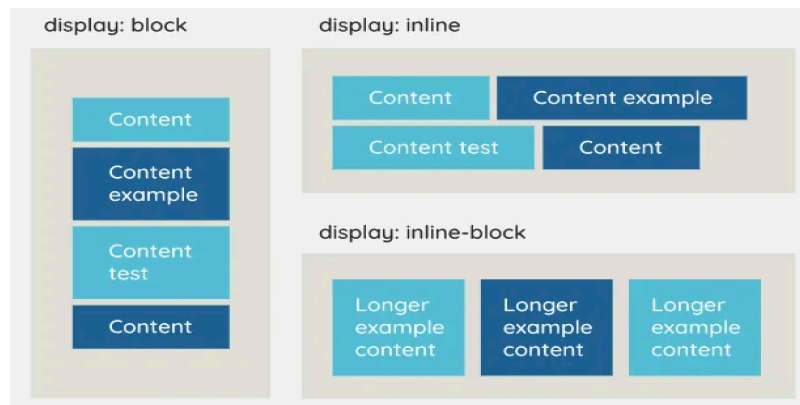 display: block
Content
Content
example
Content
test
Content
display: inline
Content
Content example
Content test
Content
display: inline-block
Longer
example
content
Longer
example
content
Longer
example
content